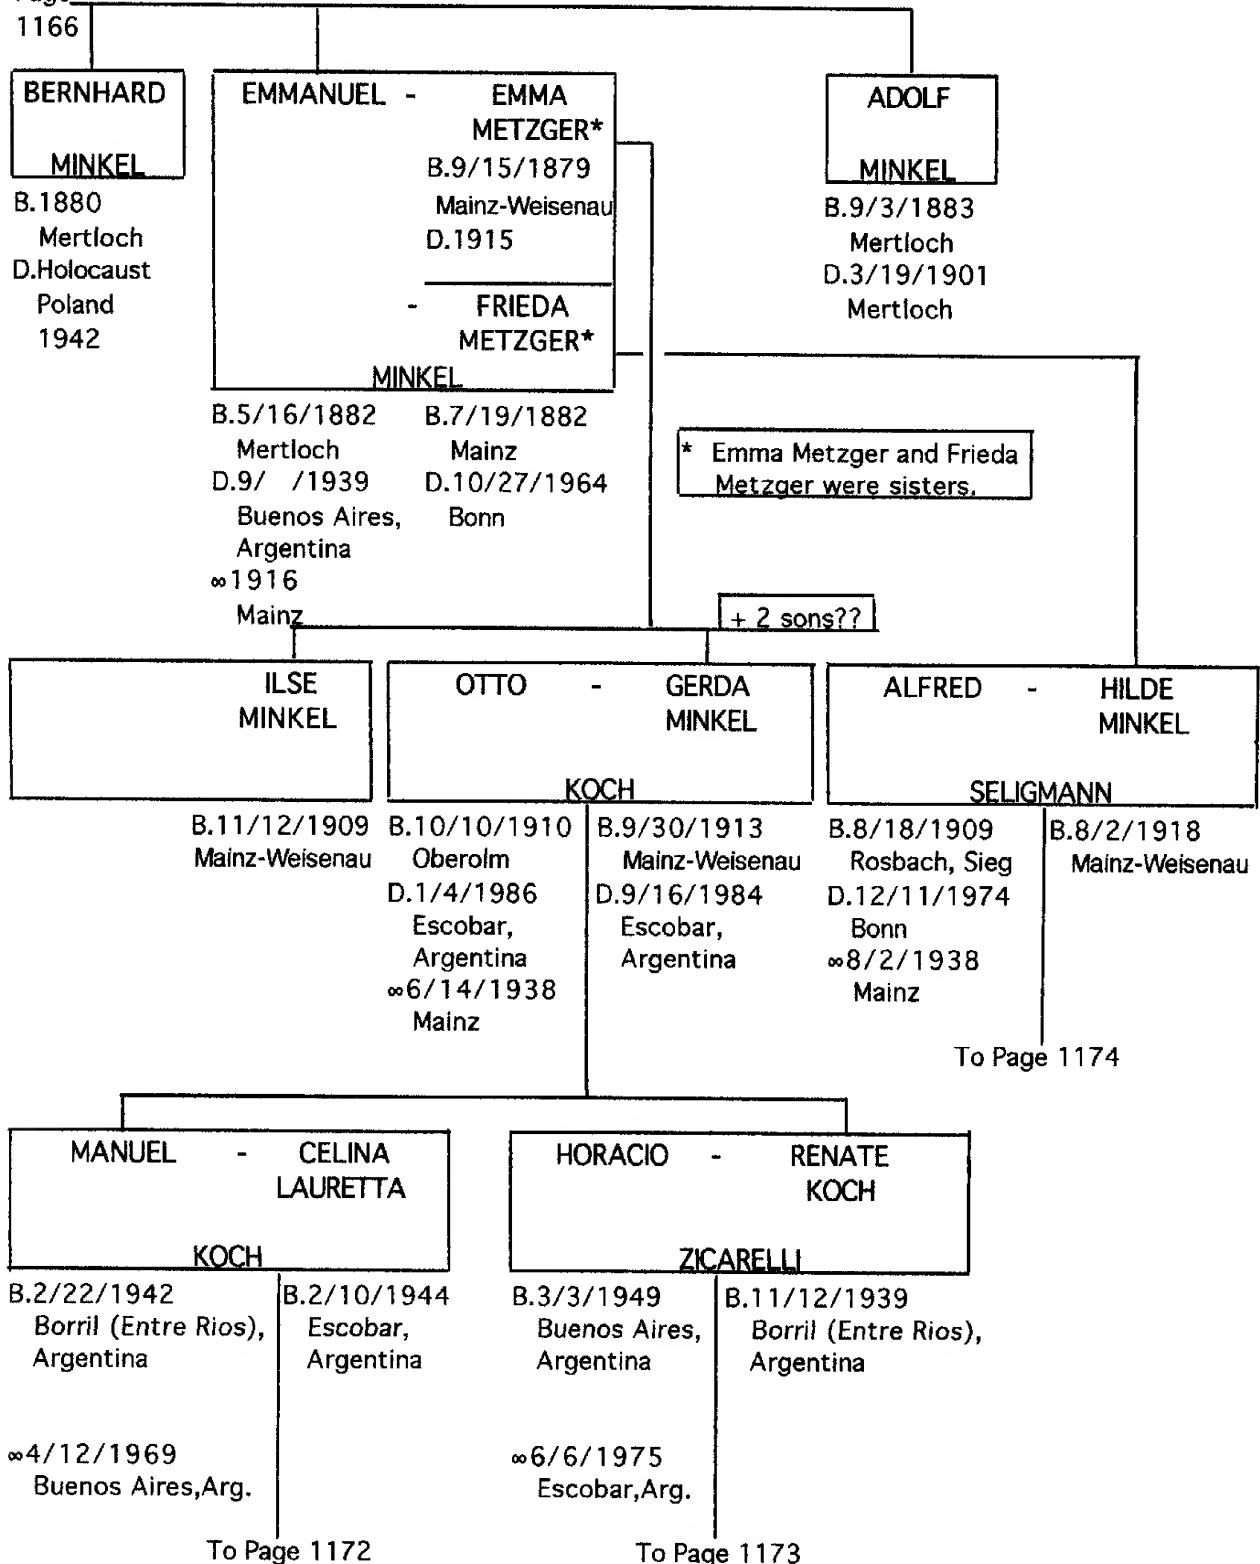 Page
1166
BERNHARD
MINKEL
B.1880
Mertloch
D.Holocaust
Poland
1942
EMMANUEL - EMMA
METZGER*
B.9/15/1879
Mainz-Weisenau
D.1915
- FRIEDA
METZGER*
MINKEL
B.5/16/1882 B.7/19/1882
Mertloch Mainz
D.9/ /1939 D.10/27/1964
Buenos Aires, Bonn
Argentina
∞1916
Mainz
ADOLF
MINKEL
B.9/3/1883
Mertloch
D.3/19/1901
Mertloch
* Emma Metzger and Frieda
Metzger were sisters.
+ 2 sons??
ILSE
MINKEL
B.11/12/1909
Mainz-Weisenau
OTTO - GERDA
MINKEL
KOCH
B.10/10/1910 B.9/30/1913
Oberolm Mainz-Weisenau
D.1/4/1986 D.9/16/1984
Escobar, Escobar,
Argentina Argentina
∞6/14/1938
Mainz
ALFRED - HILDE
MINKEL
SELIGMANN
B.8/18/1909 B.8/2/1918
Rosbach, Sieg Mainz-Weisenau
D.12/11/1974
Bonn
∞8/2/1938
Mainz
To Page 1174
MANUEL - CELINA
LAURETTA
KOCH
B.2/22/1942 B.2/10/1944
Borril (Entre Rios), Escobar,
Argentina Argentina
∞4/12/1969
Buenos Aires,Arg.
To Page 1172
HORACIO - RENATE
KOCH
ZICARELLI
B.3/3/1949 B.11/12/1939
Buenos Aires, Borril (Entre Rios),
Argentina Argentina
∞6/6/1975
Escobar,Arg.
To Page 1173